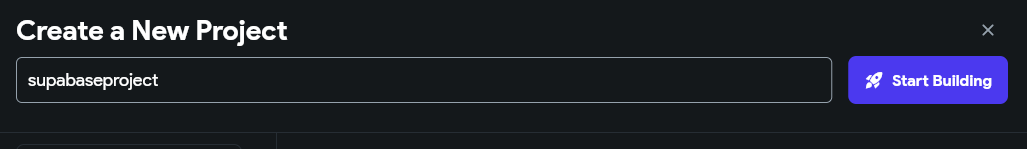 Create a New Project
supabaseproject
Start Building